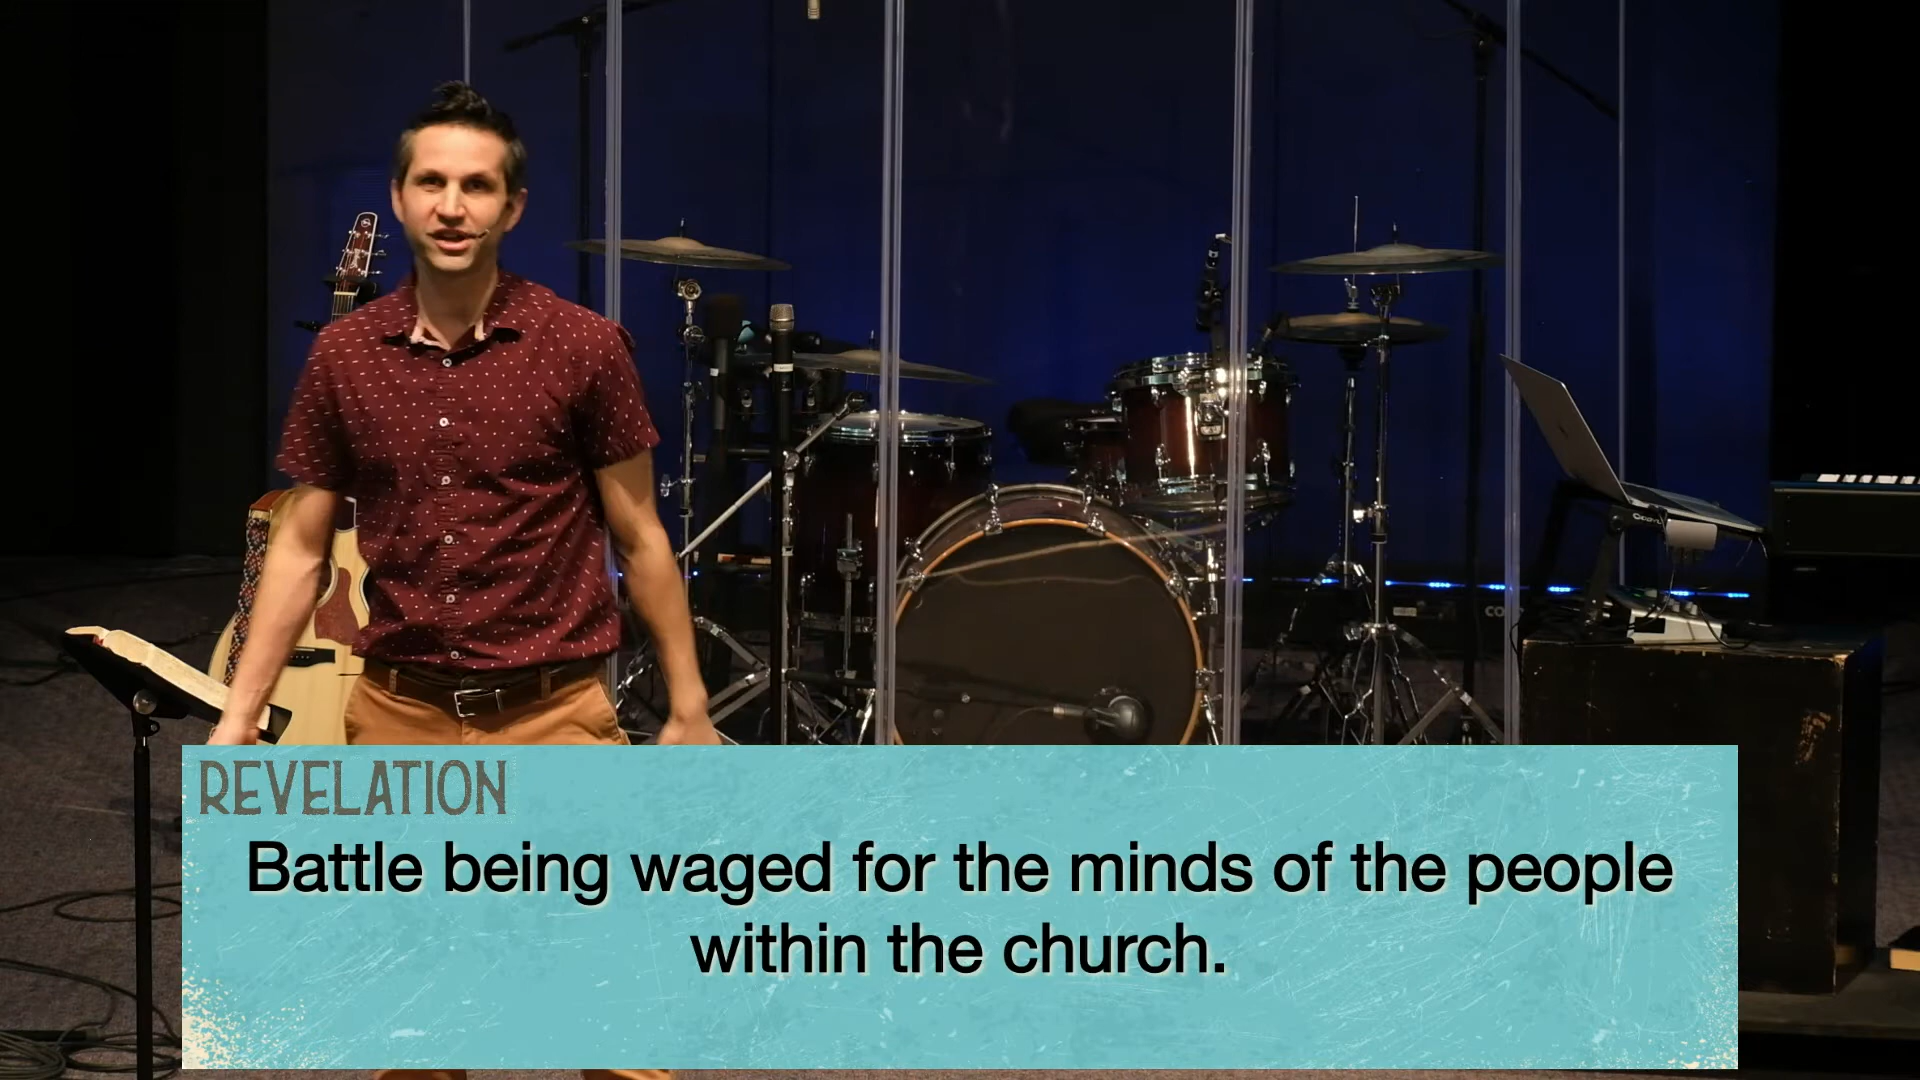 REVELATION
Battle being waged for the minds of the people
within the church.